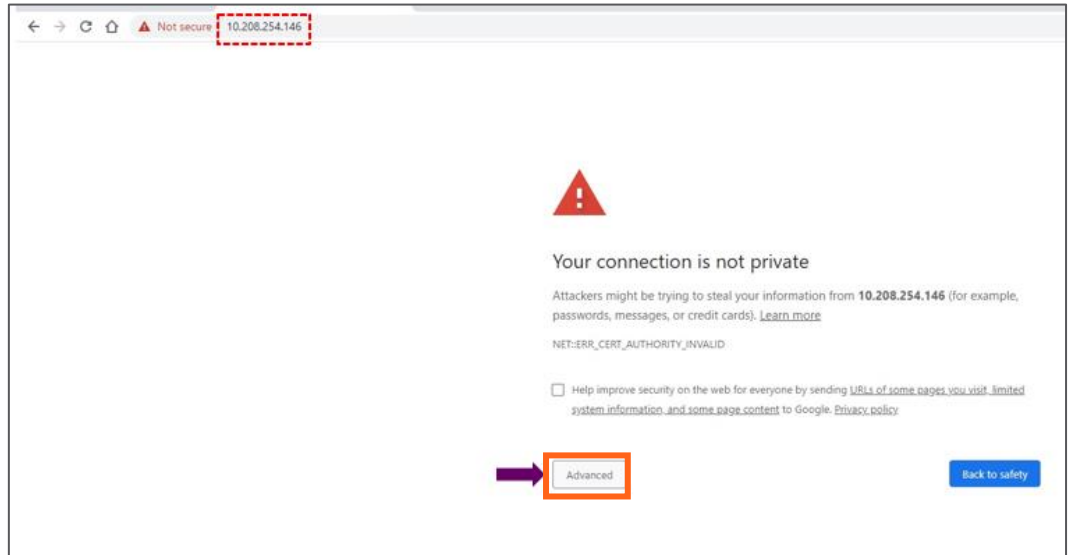 Not secure 10.208.254.146
Your connection is not private
Attackers might be trying to steal your information from 10.208.254.146 (for example,
passwords, messages, or credit cards). Learn more
NET::ERR_CERT_AUTHORITY_INVALID
Help improve security on the web for everyone by sending URLs of some pages you visit, limited
system information, and some page content to Google. Privacy policy
Advanced
Back to safety